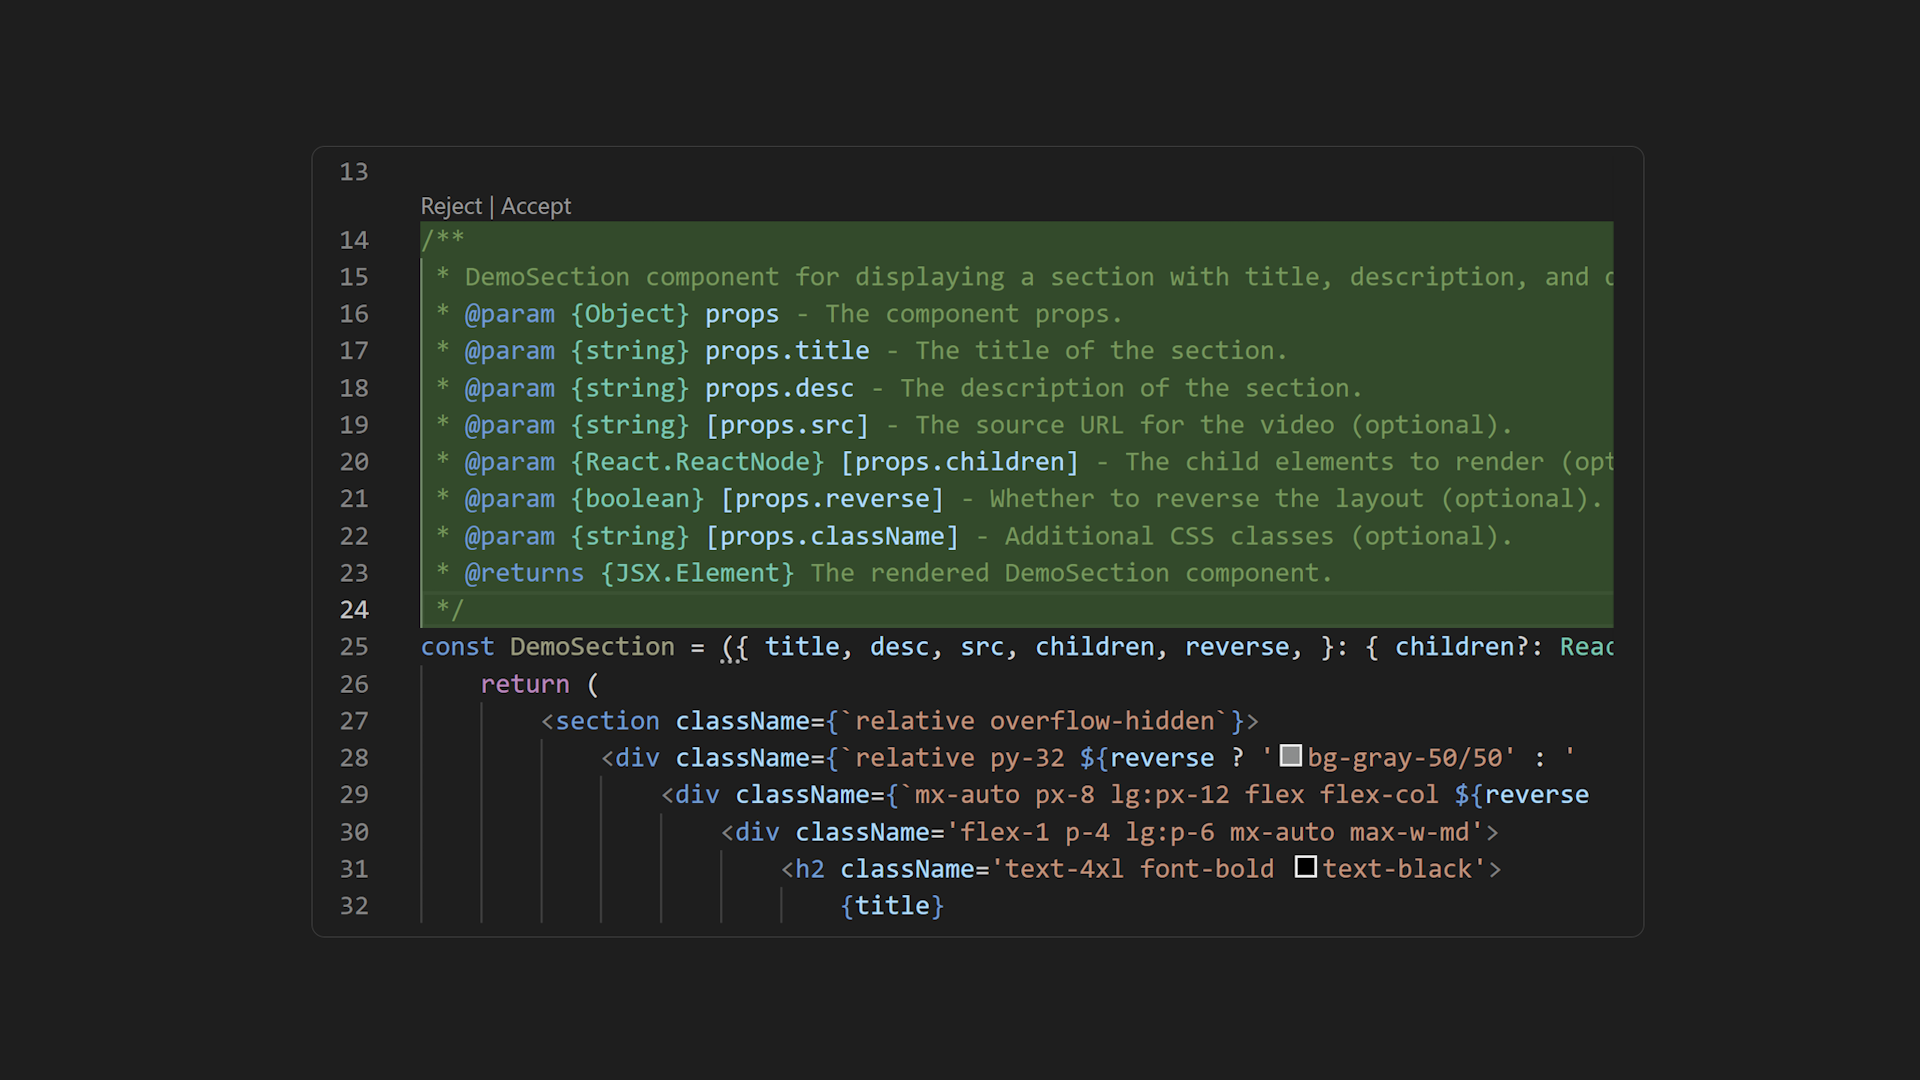 13
Reject | Accept
14 /**
15 * DemoSection component for displaying a section with title, description, and
16 * @param {Object} props - The component props.
17 * @param {string} props.title - The title of the section.
18 * @param {string} props.desc - The description of the section.
19 * @param {string} [props.src] - The source URL for the video (optional).
20 * @param {React.ReactNode} [props.children] - The child elements to render (opt
21 * @param {boolean} [props.reverse] - Whether to reverse the layout (optional).
22 * @param {string} [props.className] - Additional CSS classes (optional).
23 * @returns {JSX.Element} The rendered DemoSection component.
24 */
25 const DemoSection = ({ title, desc, src, children, reverse, }: { children?: Reac
26 return (
27 <section className={`relative overflow-hidden`}>
28 <div className={`relative py-32 ${reverse ? 'bg-gray-50/50' : '
29 <div className={`mx-auto px-8 lg:px-12 flex flex-col ${reverse
30 <div className='flex-1 p-4 lg:p-6 mx-auto max-w-md'>
31 <h2 className='text-4xl font-bold text-black'>
32 {title}